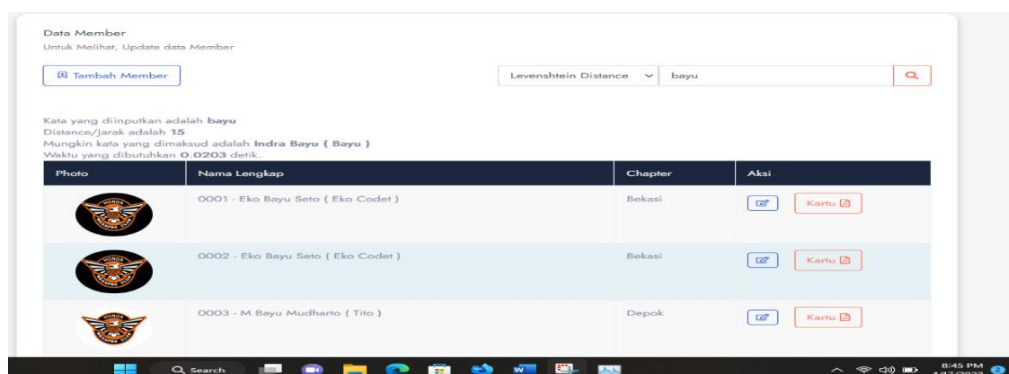 Data Member
Untuk Melihat, Update data Member
Tambah Member
Levenshtein Distance
bayu
Kata yang diinputkan adalah bayu
Distance/Jarak adalah 15
Mungkin kata yang dimaksud adalah Indra Bayu ( Bayu )
Waktu yang dibutuhkan 0.0203 detik.
Photo Nama Lengkap Chapter Aksi
HONDA
0001 - Eko Bayu Seto ( Eko Codet ) Bekasi Kartu
HONDA
0002 - Eko Bayu Seto ( Eko Codet ) Bekasi Kartu
HONDA
0003 - M Bayu Mudharto ( Tito ) Depok Kartu
Search
8:45 PM